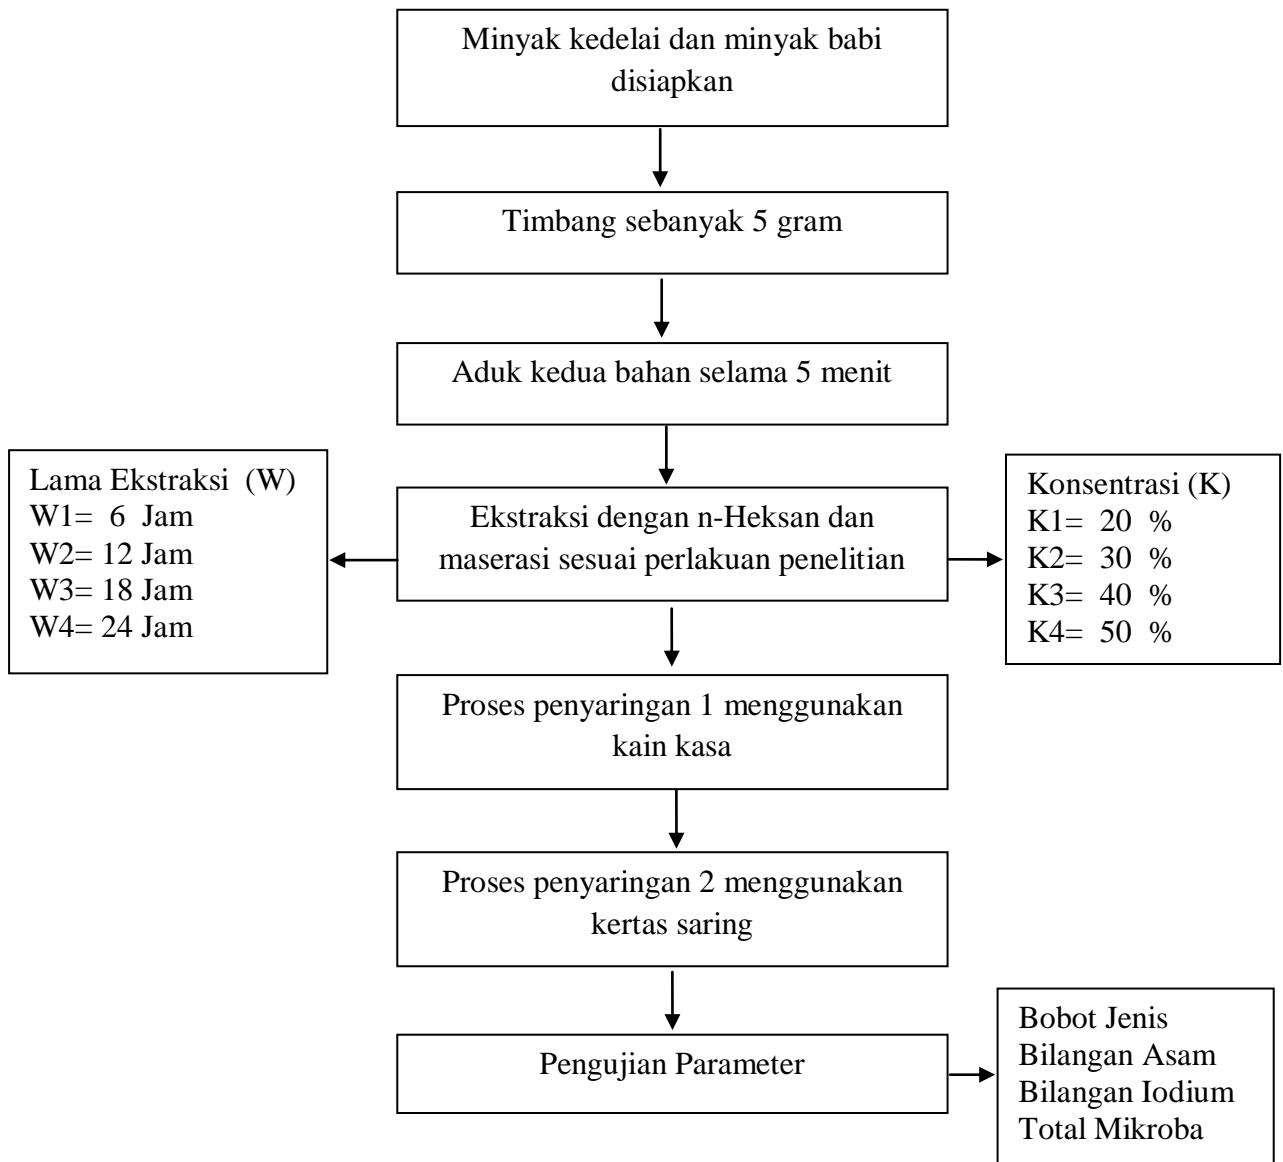 Minyak kedelai dan minyak babi
disiapkan
Timbang sebanyak 5 gram
Aduk kedua bahan selama 5 menit
Lama Ekstraksi (W)
W1= 6 Jam
W2= 12 Jam
W3= 18 Jam
W4= 24 Jam
Ekstraksi dengan n-Heksan dan
maserasi sesuai perlakuan penelitian
Konsentrasi (K)
K1= 20 %
K2= 30 %
K3= 40 %
K4= 50 %
Proses penyaringan 1 menggunakan
kain kasa
Proses penyaringan 2 menggunakan
kertas saring
Pengujian Parameter
Bobot Jenis
Bilangan Asam
Bilangan Iodium
Total Mikroba